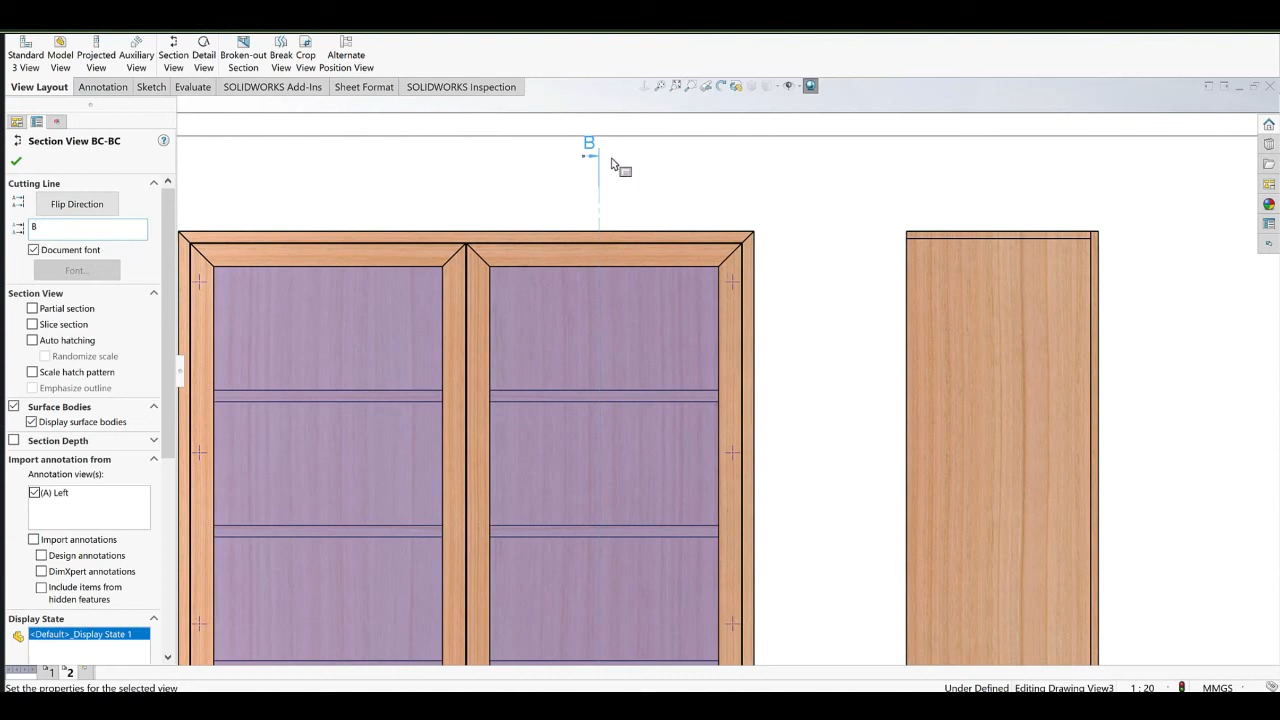 Standard Model Projected Auxiliary Section Detail Broken-out Break Crop Alternate
3 View View View View View View Section View View Position View
View Layout Annotation Sketch Evaluate SOLIDWORKS Add-Ins Sheet Format SOLIDWORKS Inspection
Section View BC-BC
Cutting Line
Flip Direction
B
Document font
Font...
Section View
Partial section
Slice section
Auto hatching
Randomize scale
Scale hatch pattern
Emphasize outline
Surface Bodies
Display surface bodies
Section Depth
Import annotation from
Annotation view(s):
(A) Left
Import annotations
Design annotations
DimXpert annotations
Include items from
hidden features
Display State
<Default>_Display State 1
B
1 2
Set the properties for the selected view
Under Defined Editing Drawing View3 1 : 20 MMGS